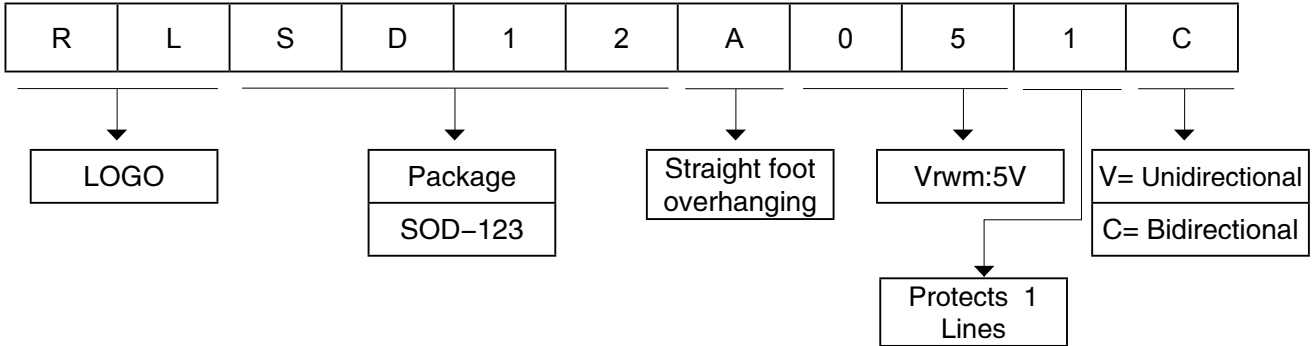 R L S D 1 2 A 0 5 1 C
LOGO
Package
SOD−123
Straight foot
overhanging
Vrwm:5V
V= Unidirectional
C= Bidirectional
Protects 1
Lines